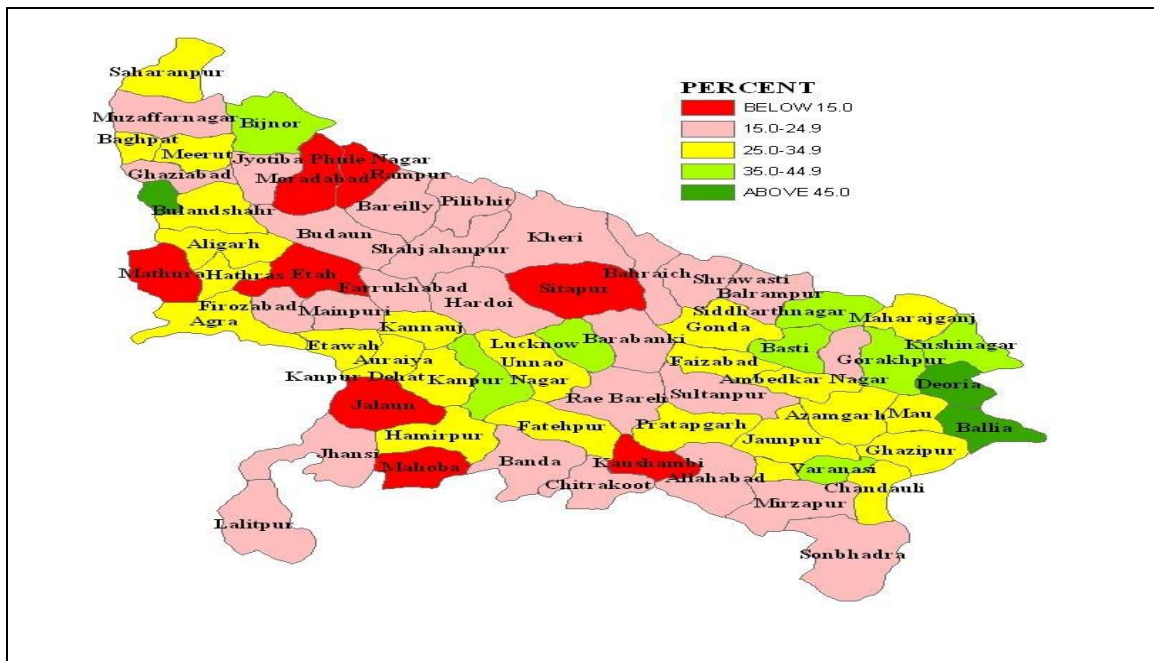 Saharanpur
PERCENT
BELOW 15.0
15.0-24.9
25.0-34.9
35.0-44.9
ABOVE 45.0
Muzaffarnagar
Bijnor
Baghpat
Meerut
Jyotiba Phule Nagar
Ghaziabad
Moradabad
Rampur
Bulandshahr
Bareilly
Pilibhit
Budaun
Aligarh
Shahjahanpur
Kheri
Mathura
Hathras
Etah
Bahraich
Shrawasti
Farrukhabad
Sitapur
Balrampur
Firozabad
Mainpuri
Hardoi
Siddharthnagar
Maharajganj
Agra
Kannauj
Gonda
Etawah
Lucknow
Barabanki
Basti
Kushinagar
Auraiya
Unnao
Faizabad
Gorakhpur
Kanpur Dehat
Kanpur Nagar
Ambedkar Nagar
Deoria
Rae Bareli
Sultanpur
Jalaun
Azamgarh
Mau
Ballia
Hamirpur
Fatehpur
Pratapgarh
Jaunpur
Ghazipur
Jhansi
Mahoba
Banda
Kaushambi
Varanasi
Chitrakoot
Allahabad
Chandauli
Mirzapur
Lalitpur
Sonbhadra